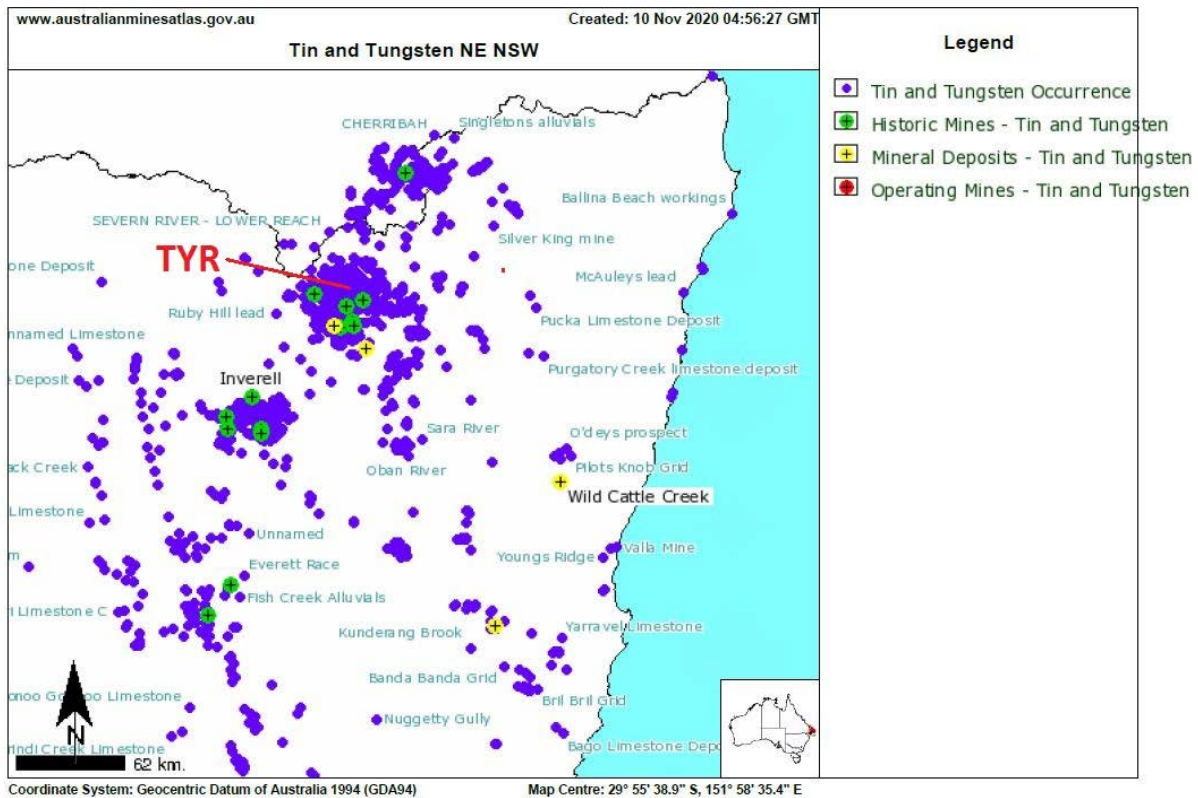 www.australianminesatlas.gov.au
Created: 10 Nov 2020 04:56:27 GMT
Tin and Tungsten NE NSW
Legend
Tin and Tungsten Occurrence
Historic Mines - Tin and Tungsten
Mineral Deposits - Tin and Tungsten
Operating Mines - Tin and Tungsten
CHERRIBAH
Singletons alluvials
Ballina Beach workings
SEVERN RIVER - LOWER REACH
Silver King mine
TYR
one Deposit
McAuleys lead
Ruby Hill lead
Pucka Limestone Deposit
nnamed Limestone
Purgatory Creek limestone deposit
e Deposit
Inverell
Sara River
O'deys prospect
ack Creek
Oban River
Pilots Knob Grid
Wild Cattle Creek
Limestone
Unnamed
Valla Mine
m
Everett Race
Youngs Ridge
Fish Creek Alluvials
i Limestone C
Kunderang Brook
Yarravel Limestone
Banda Banda Grid
Bril Bril Grid
Nuggetty Gully
N
indi Creek Limestone
Bago Limestone Depo
62 km.
Coordinate System: Geocentric Datum of Australia 1994 (GDA94)
Map Centre: 29° 55' 38.9" S, 151° 58' 35.4" E